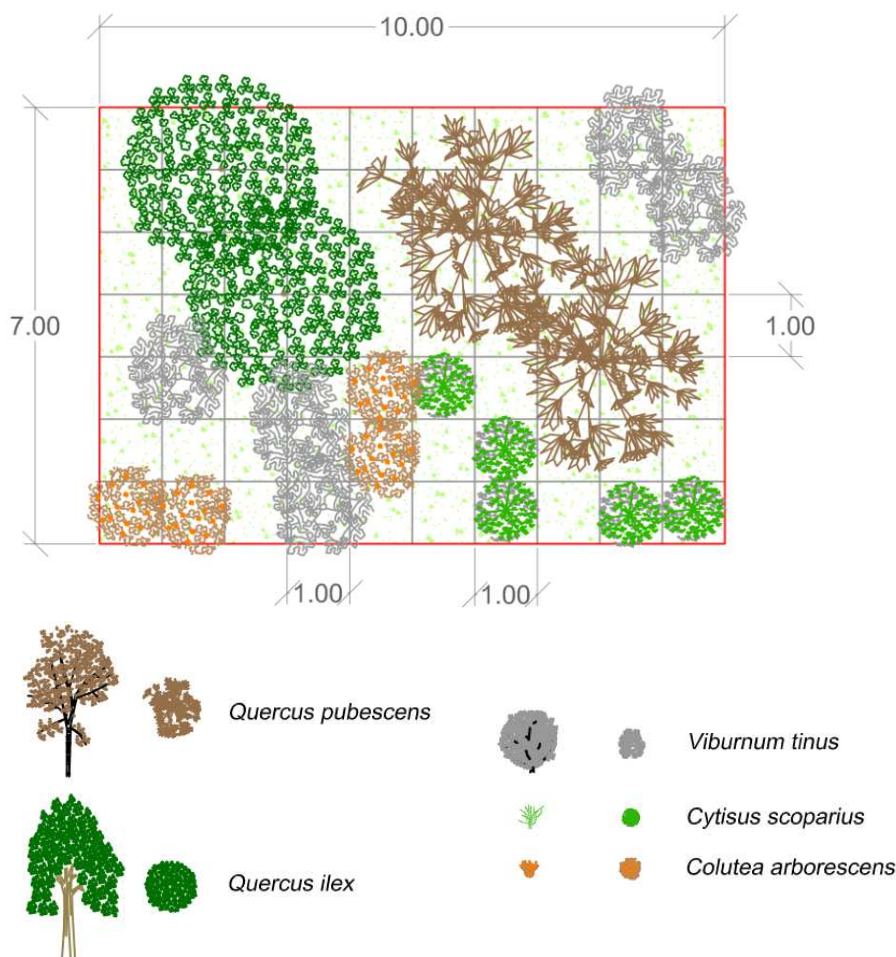 10.00
7.00
1.00
1.00
1.00
Quercus pubescens
Viburnum tinus
Cytisus scoparius
Quercus ilex
Colutea arborescens